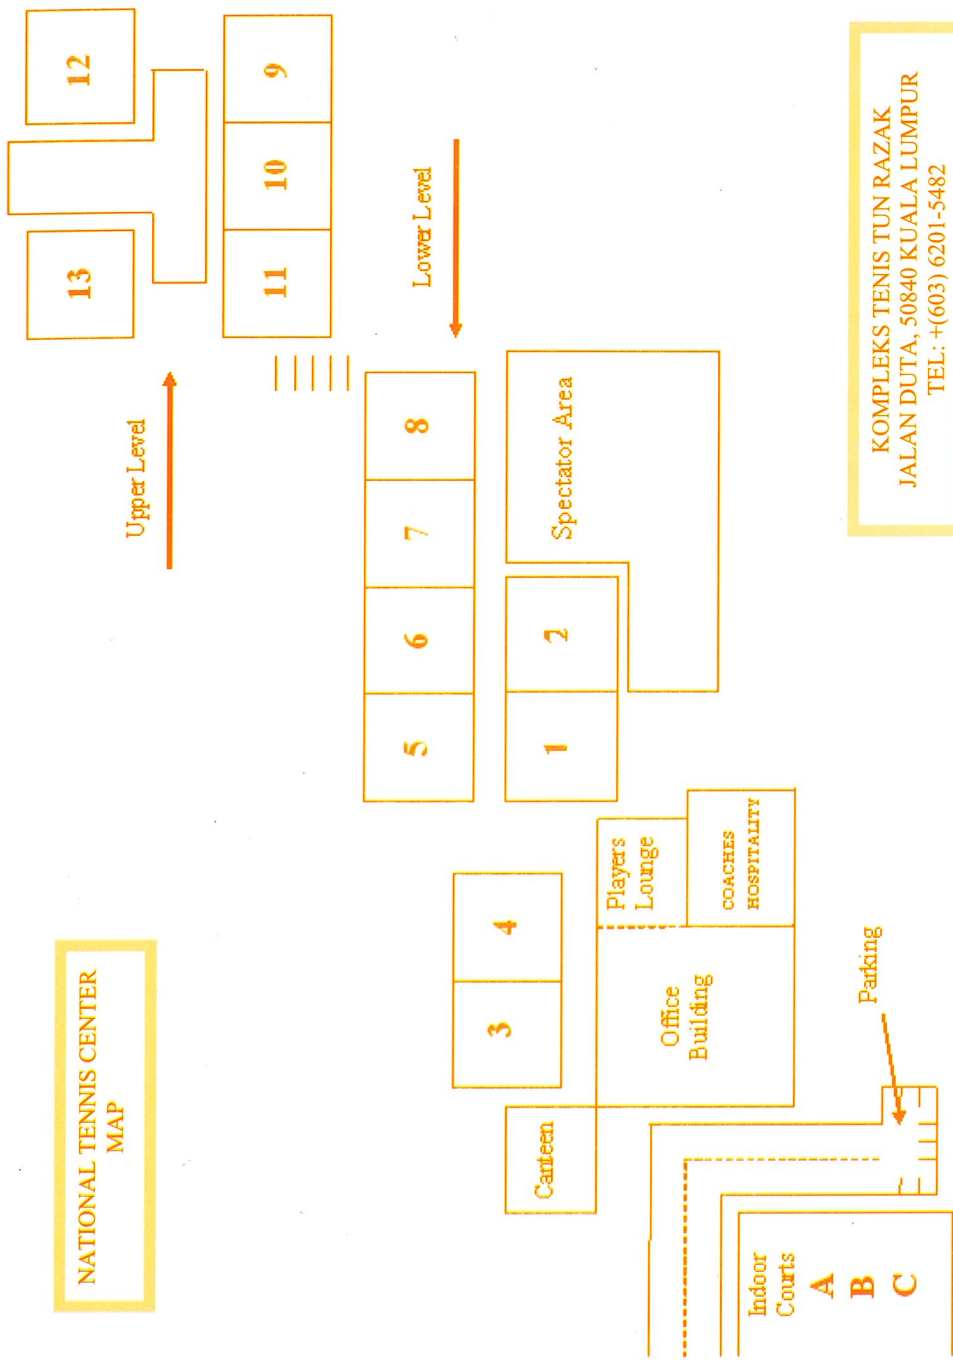 NATIONAL TENNIS CENTER
MAP
Upper Level
Lower Level
12
13
9
10
11
8
7
6
5
2
1
Spectator Area
4
3
Players
Lounge
COACHES
HOSPITALITY
Office
Building
Canteen
Parking
Indoor
Courts
A
B
C
KOMPLEKS TENIS TUN RAZAK
JALAN DUTA, 50840 KUALA LUMPUR
TEL: +(603) 6201-5482